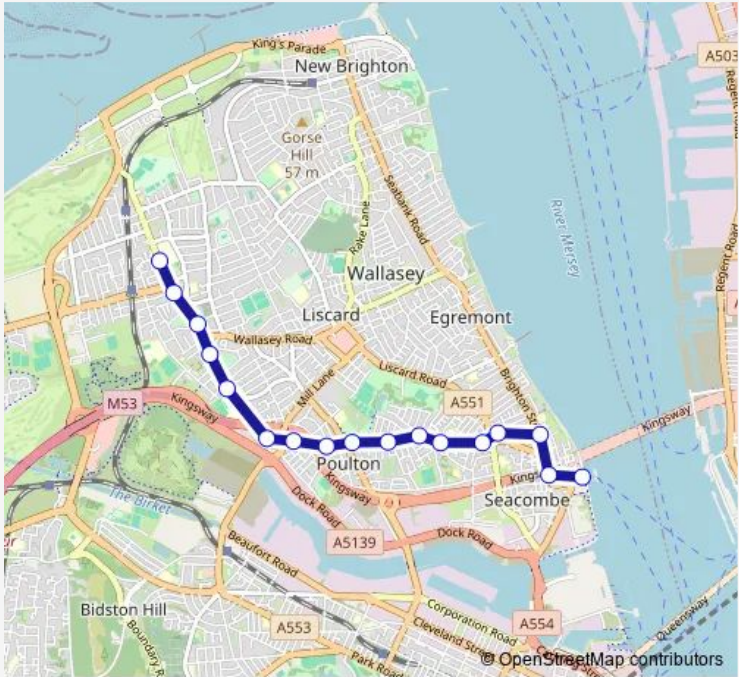 King's Parade
New Brighton
A503
Regent Road
Gorse
Hill
57 m
Seabank Road
Rake Lane
River Mersey
Regent Road
Wallasey
Liscard
Egremont
Wallasey Road
Liscard Road
Mill Lane
A551
Brighton St
M53
Kingsway
Kingsway
Poulton
Kings
Kingsway
Seacombe
The Birket
Dock Road
A5139
Dock Road
Beaufort Road
Bidston Hill
Corporation Road
A554
Queensway
A553
Cleveland Stre
Boundary R
Park Road
© OpenStreetMap contributors